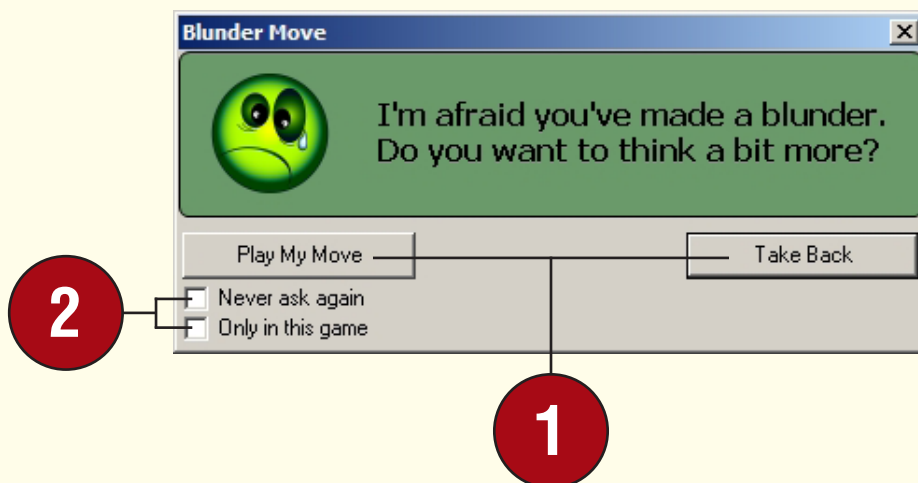 Blunder Move
I'm afraid you've made a blunder.
Do you want to think a bit more?
Play My Move
Take Back
Never ask again
Only in this game
2
1